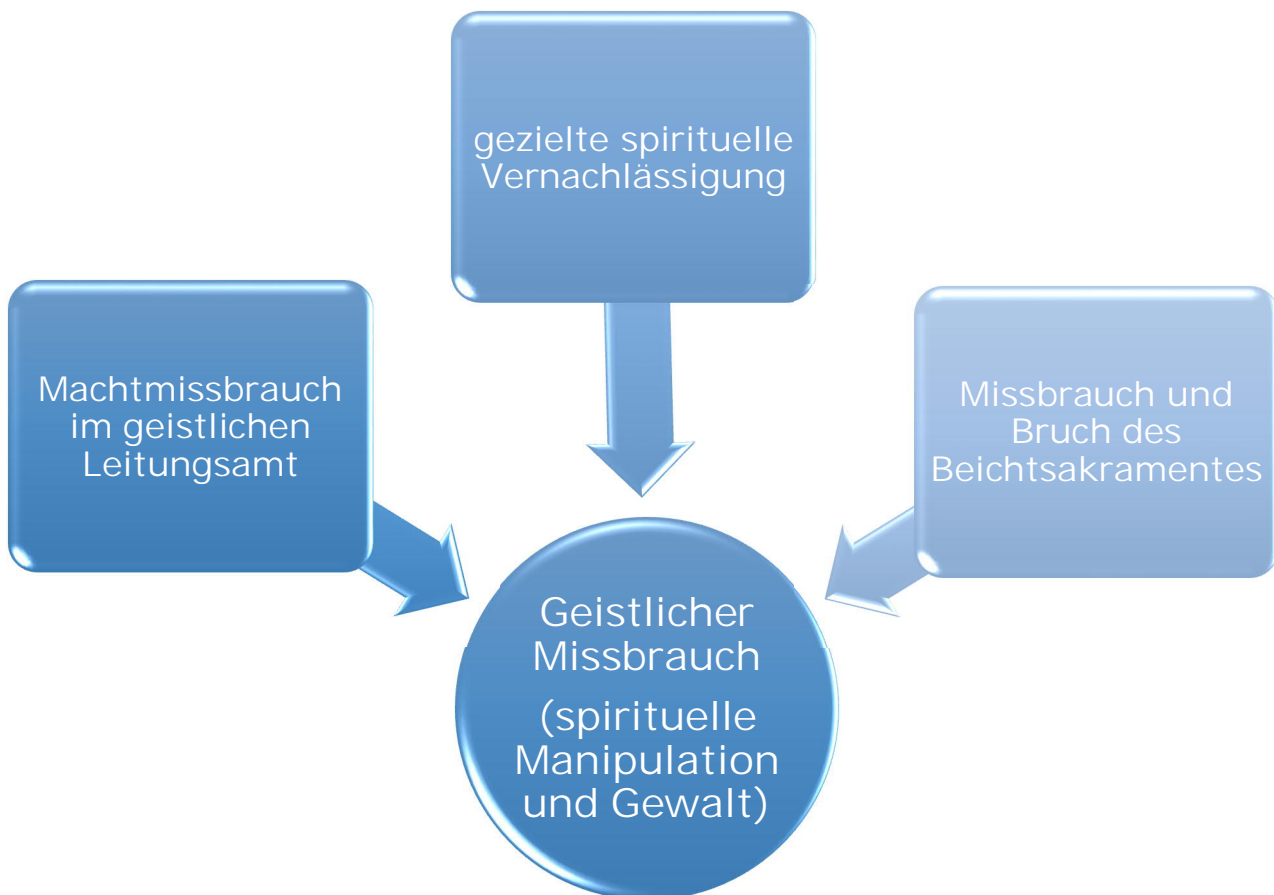 gezielte spirituelle
Vernachlässigung
Machtmissbrauch
im geistlichen
Leitungsamt
Missbrauch und
Bruch des
Beichtsakramentes
Geistlicher
Missbrauch
(spirituelle
Manipulation
und Gewalt)